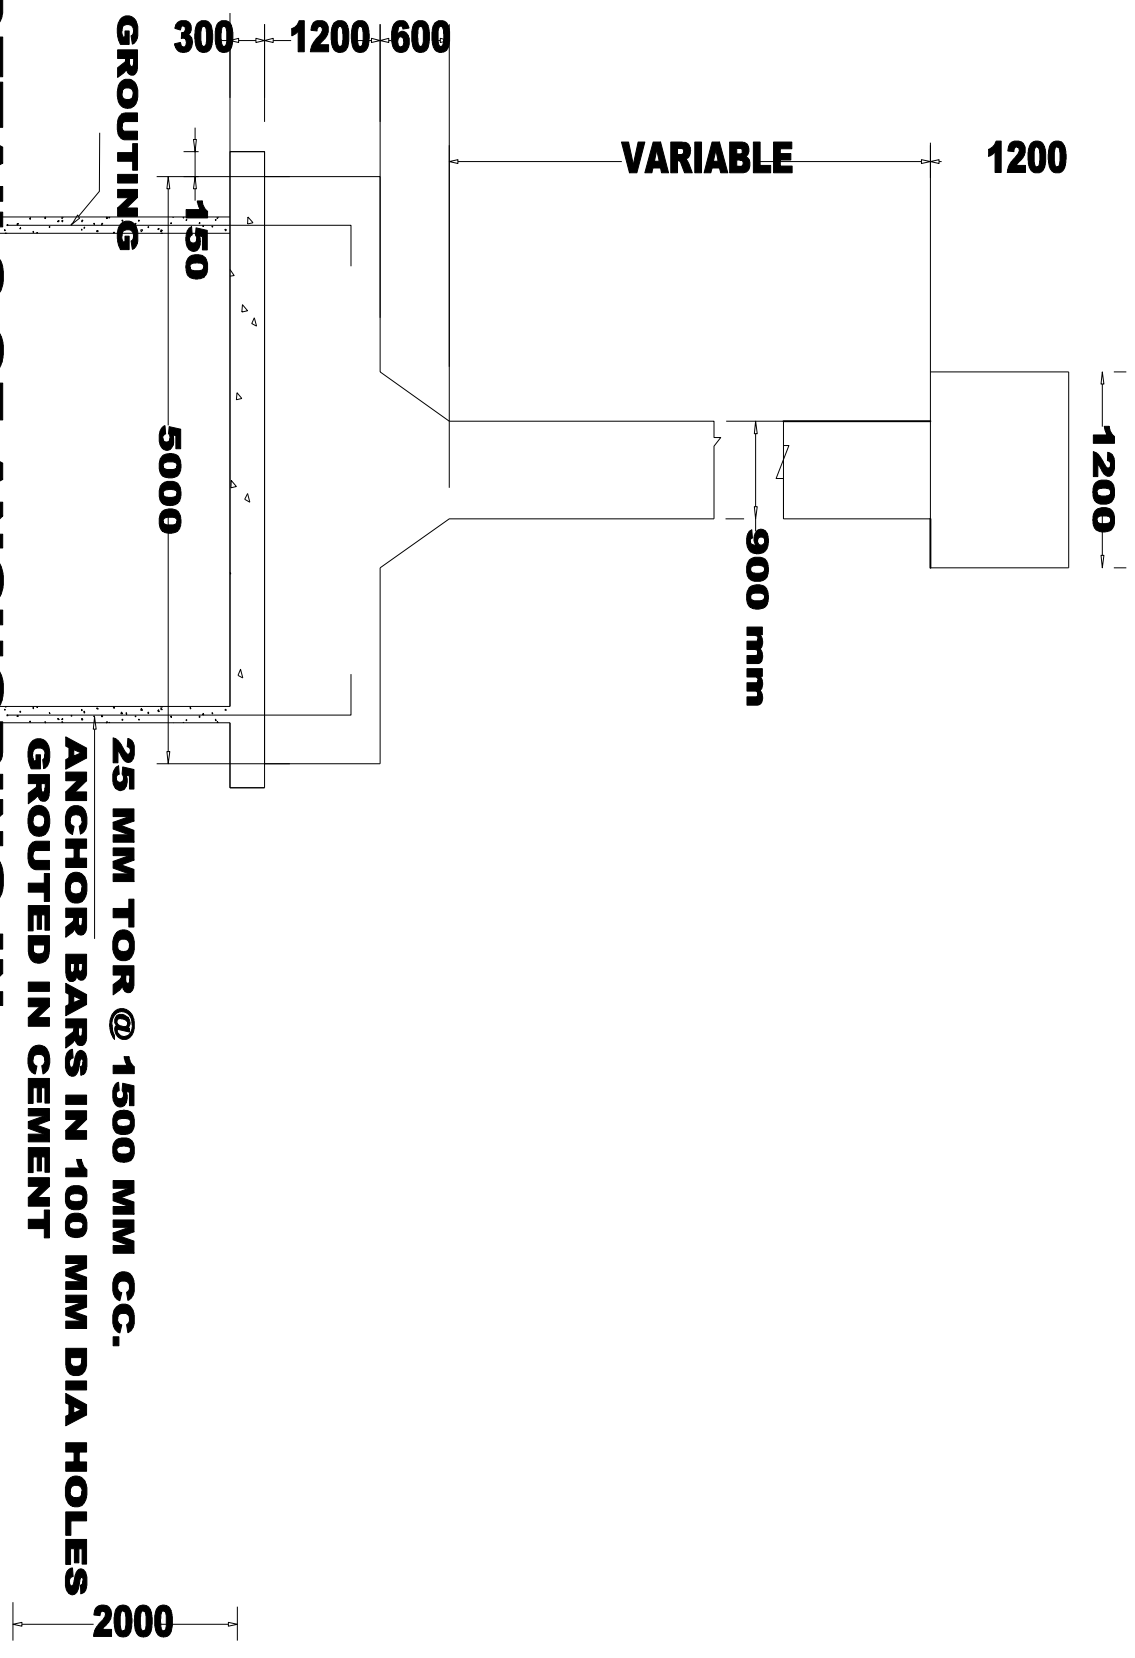 300
1200
600
VARIABLE
1200
GROUTING
150
5000
1200
900 mm
25 MM TOR @ 1500 MM CC.
ANCHOR BARS IN 100 MM DIA HOLES
GROUTED IN CEMENT
2000